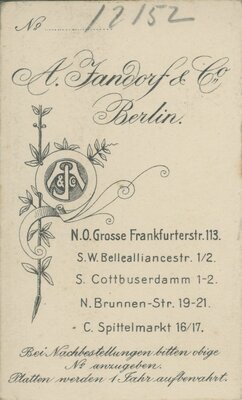 No 12152
A. Jandorf & Co
Berlin.
A J & C
N.O. Grosse Frankfurterstr. 113.
S.W. Bellealliancestr. 1/2.
S. Cottbuserdamm 1-2.
N. Brunnen-Str. 19-21.
- C. Spittelmarkt 16/17.
Bei Nachbestellungen bitten obige
No anzugeben.
Platten werden 1 Jahr aufbewahrt.